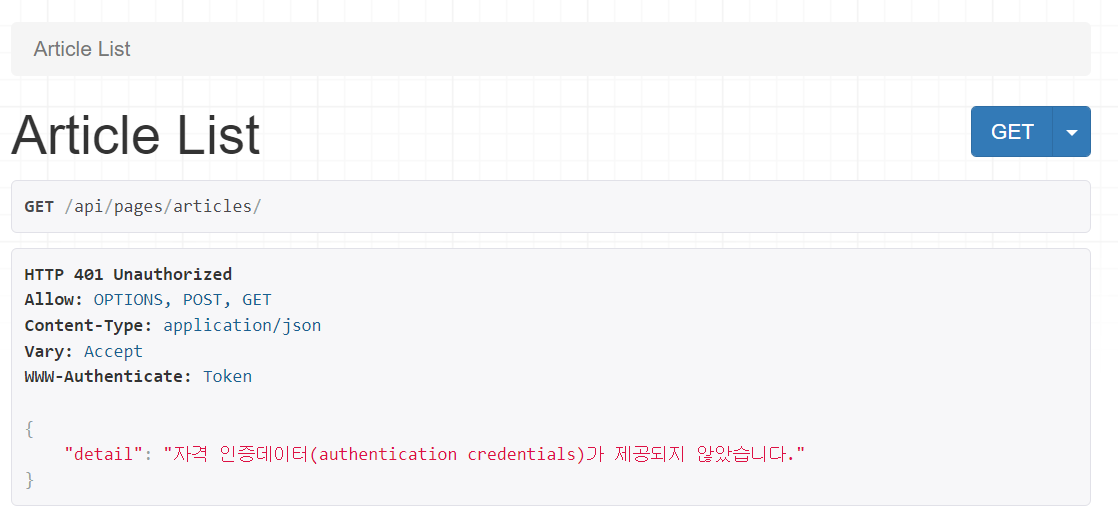 Article List
Article List
GET
GET /api/pages/articles/
HTTP 401 Unauthorized
Allow: OPTIONS, POST, GET
Content-Type: application/json
Vary: Accept
WWW-Authenticate: Token
{
"detail": "자격 인증데이터(authentication credentials)가 제공되지 않았습니다."
}